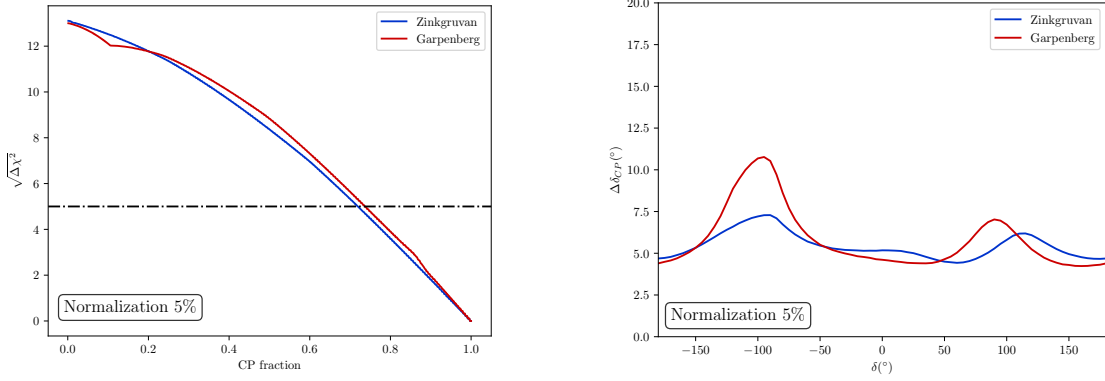 Zinkgruvan
Garpenberg
12
10
8
6
4
2
0
√Δχ²
Normalization 5%
0.0 0.2 0.4 0.6 0.8 1.0
CP fraction
Zinkgruvan
Garpenberg
20.0
17.5
15.0
12.5
10.0
7.5
5.0
2.5
0.0
Δδ_CP(°)
Normalization 5%
−150 −100 −50 0 50 100 150
δ(°)